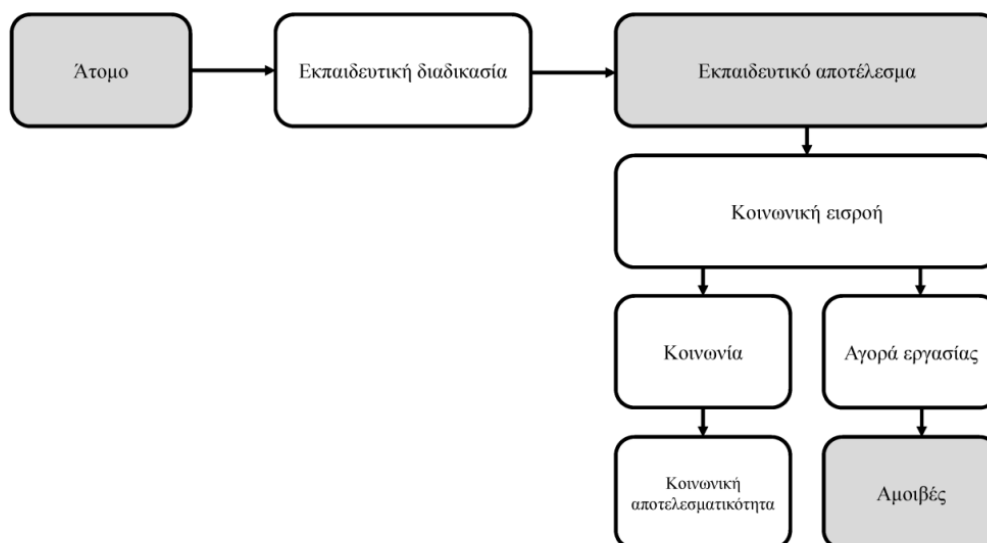 Άτομο
Εκπαιδευτική διαδικασία
Εκπαιδευτικό αποτέλεσμα
Κοινωνική εισροή
Κοινωνία
Αγορά εργασίας
Κοινωνική
αποτελεσματικότητα
Αμοιβές